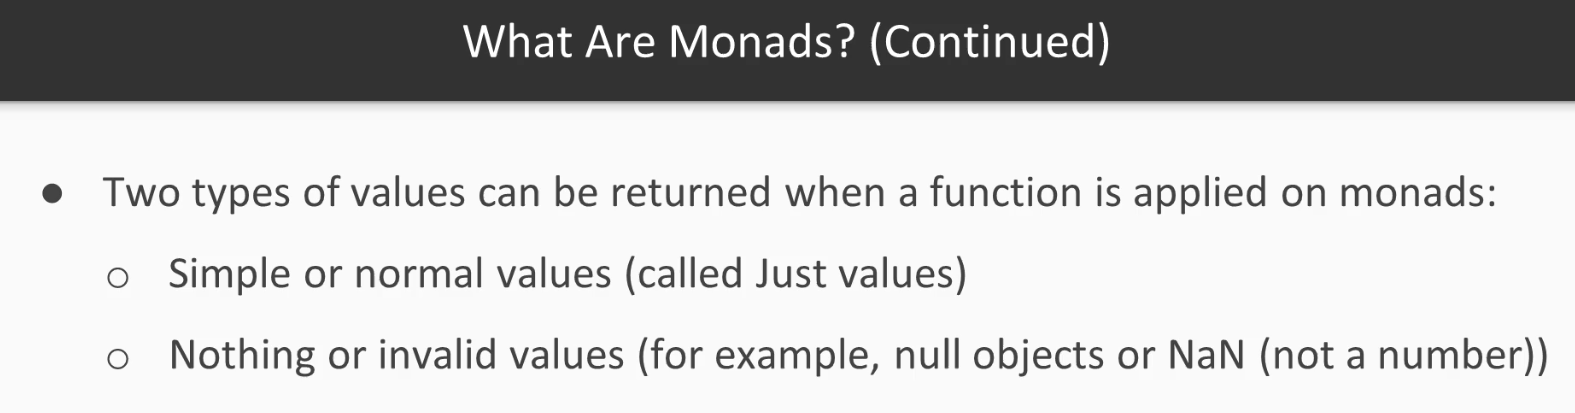 What Are Monads? (Continued)
● Two types of values can be returned when a function is applied on monads:
○ Simple or normal values (called Just values)
○ Nothing or invalid values (for example, null objects or NaN (not a number))